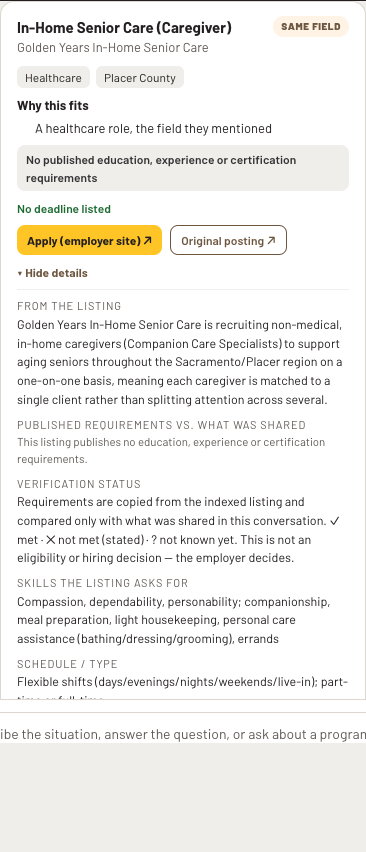 In-Home Senior Care (Caregiver)
SAME FIELD
Golden Years In-Home Senior Care
Healthcare
Placer County
Why this fits
A healthcare role, the field they mentioned
No published education, experience or certification
requirements
No deadline listed
Apply (employer site) ↗
Original posting ↗
▾ Hide details
FROM THE LISTING
Golden Years In-Home Senior Care is recruiting non-medical,
in-home caregivers (Companion Care Specialists) to support
aging seniors throughout the Sacramento/Placer region on a
one-on-one basis, meaning each caregiver is matched to a
single client rather than splitting attention across several.
PUBLISHED REQUIREMENTS VS. WHAT WAS SHARED
This listing publishes no education, experience or certification
requirements.
VERIFICATION STATUS
Requirements are copied from the indexed listing and
compared only with what was shared in this conversation. ✓
met · ✕ not met (stated) · ? not known yet. This is not an
eligibility or hiring decision — the employer decides.
SKILLS THE LISTING ASKS FOR
Compassion, dependability, personability; companionship,
meal preparation, light housekeeping, personal care
assistance (bathing/dressing/grooming), errands
SCHEDULE / TYPE
Flexible shifts (days/evenings/nights/weekends/live-in); part-
ibe the situation, answer the question, or ask about a program